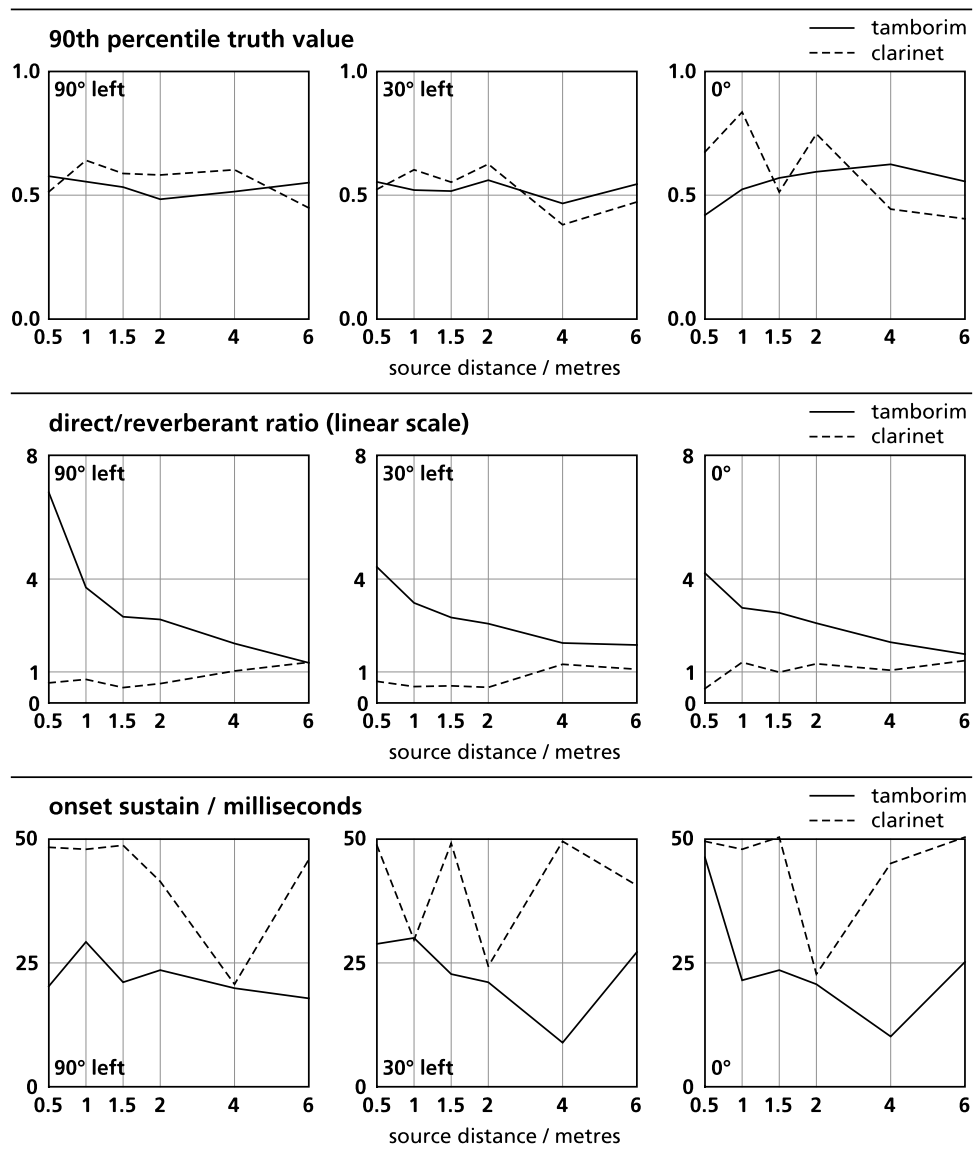 90th percentile truth value
tamborim
clarinet
1.0 1.0 1.0
90° left 30° left 0°
0.5 0.5 0.5
0.0 0.0 0.0
0.5 1 1.5 2 4 6 0.5 1 1.5 2 4 6 0.5 1 1.5 2 4 6
source distance / metres
direct/reverberant ratio (linear scale)
tamborim
clarinet
8 8 8
90° left 30° left 0°
4 4 4
1 1 1
0 0 0
0.5 1 1.5 2 4 6 0.5 1 1.5 2 4 6 0.5 1 1.5 2 4 6
source distance / metres
onset sustain / milliseconds
tamborim
clarinet
50 50 50
25 25 25
90° left 30° left 0°
0 0 0
0.5 1 1.5 2 4 6 0.5 1 1.5 2 4 6 0.5 1 1.5 2 4 6
source distance / metres